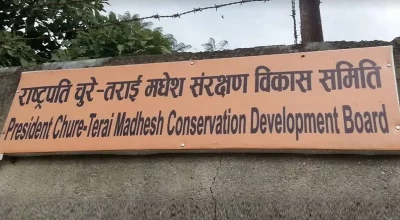 राष्ट्रपति चुरे-तराई मधेश संरक्षण विकास समिति
President Chure-Terai Madhesh Conservation Development Board